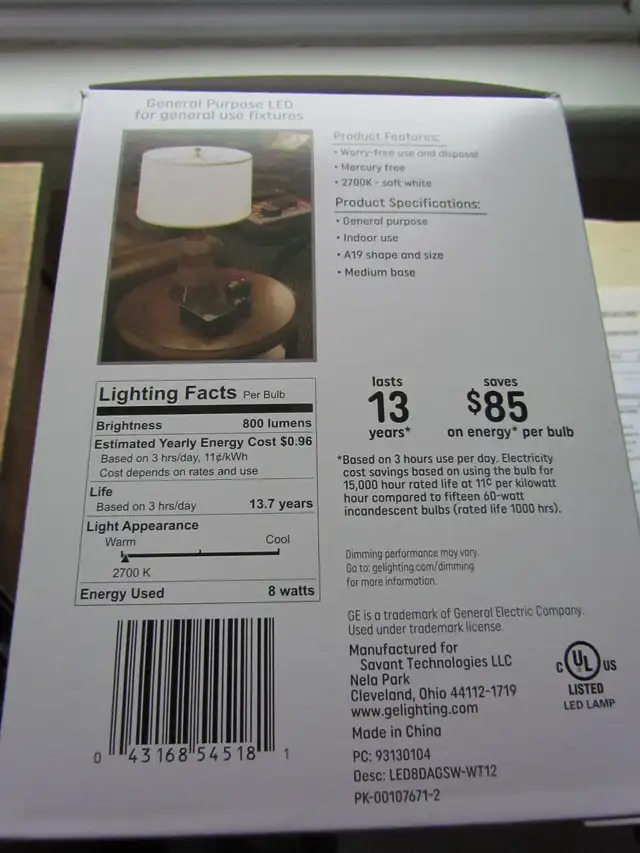 General Purpose LED
for general use fixtures
Product Features:
• Worry-free use and disposal
• Mercury free
• 2700K - soft white
Product Specifications:
• General purpose
• Indoor use
• A19 shape and size
• Medium base
Lighting Facts Per Bulb
Brightness 800 lumens
Estimated Yearly Energy Cost $0.96
Based on 3 hrs/day, 11¢/kWh
Cost depends on rates and use
Life
Based on 3 hrs/day 13.7 years
Light Appearance
Warm Cool
2700 K
Energy Used 8 watts
lasts
13
years*
saves
$85
on energy* per bulb
*Based on 3 hours use per day. Electricity
cost savings based on using the bulb for
15,000 hour rated life at 11¢ per kilowatt
hour compared to fifteen 60-watt
incandescent bulbs (rated life 1000 hrs).
Dimming performance may vary.
Go to: gelighting.com/dimming
for more information.
GE is a trademark of General Electric Company.
Used under trademark license.
Manufactured for
Savant Technologies LLC
Nela Park
Cleveland, Ohio 44112-1719
www.gelighting.com
Made in China
PC: 93130104
Desc: LED8DAGSW-WT12
PK-00107671-2
C UL US
LISTED
LED LAMP
0 43168 54518 1